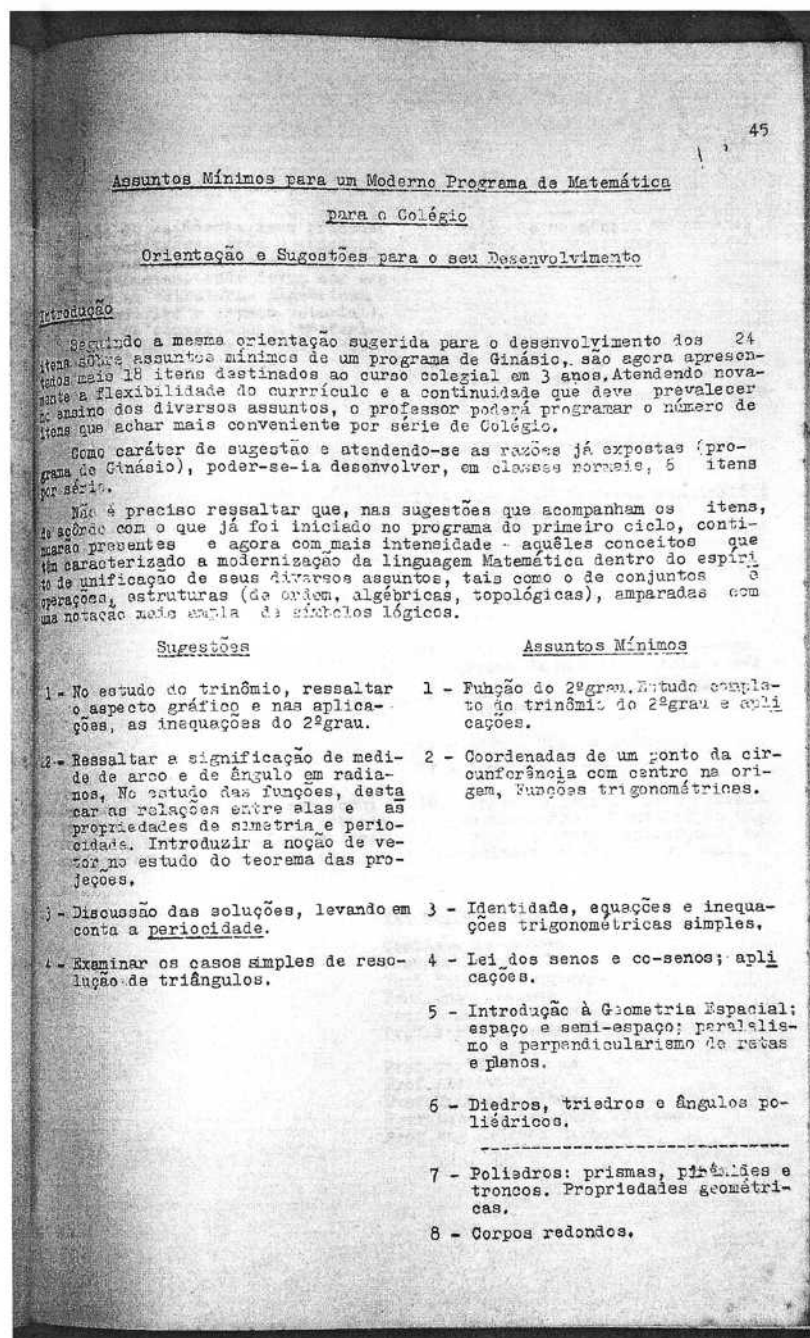 45
Assuntos Mínimos para um Moderno Programa de Matemática
para o Colégio
Orientação e Sugestões para o seu Desenvolvimento
Introdução
Seguindo a mesma orientação sugerida para o desenvolvimento dos 24
itens sôbre assuntos mínimos de um programa de Ginásio, são agora apresen-
tados mais 18 itens destinados ao curso colegial em 3 anos. Atendendo nova-
mente a flexibilidade do currrículo e a continuidade que deve prevalecer
no ensino dos diversos assuntos, o professor poderá programar o número de
itens que achar mais conveniente por série de Colégio.
Como caráter de sugestão e atendendo-se as razões já expostas (pro-
grama de Ginásio), poder-se-ia desenvolver, em classes normais, 6 itens
por série.
Não é preciso ressaltar que, nas sugestões que acompanham os itens,
de acôrdo com o que já foi iniciado no programa do primeiro ciclo, conti-
nuarão presentes e agora com mais intensidade - aquêles conceitos que
têm caracterizado a modernização da linguagem Matemática dentro do espíri
to de unificação de seus diversos assuntos, tais como o de conjuntos e
operações, estruturas (de ordem, algébricas, topológicas), amparadas com
uma notação mais ampla de símbolos lógicos.
Sugestões
1 - No estudo do trinômio, ressaltar
o aspecto gráfico e nas aplica-
ções, as inequações do 2ºgrau.
2 - Ressaltar a significação de medi-
da de arco e de ângulo em radia-
nos, No estudo das funções, desta
car as relações entre elas e as
propriedades de simetria e perio-
cidade. Introduzir a noção de ve-
tor no estudo do teorema das pro-
jeções.
3 - Discussão das soluções, levando em
conta a periocidade.
4 - Examinar os casos simples de reso-
lução de triângulos.
Assuntos Mínimos
1 - Fuhção do 2ºgrau. Estudo comple-
to do trinômio do 2ºgrau e apli
cações.
2 - Coordenadas de um ponto da cir-
cunferência com centro na ori-
gem, Funções trigonométricas.
3 - Identidade, equações e inequa-
ções trigonométricas simples.
4 - Lei dos senos e co-senos; apli
cações.
5 - Introdução à Geometria Espacial;
espaço e semi-espaço; paralelis-
mo e perpendicularismo de retas
e planos.
6 - Diedros, triedros e ângulos po-
liédricos.
7 - Poliedros: prismas, pirâmides e
troncos. Propriedades geométri-
cas.
8 - Corpos redondos.